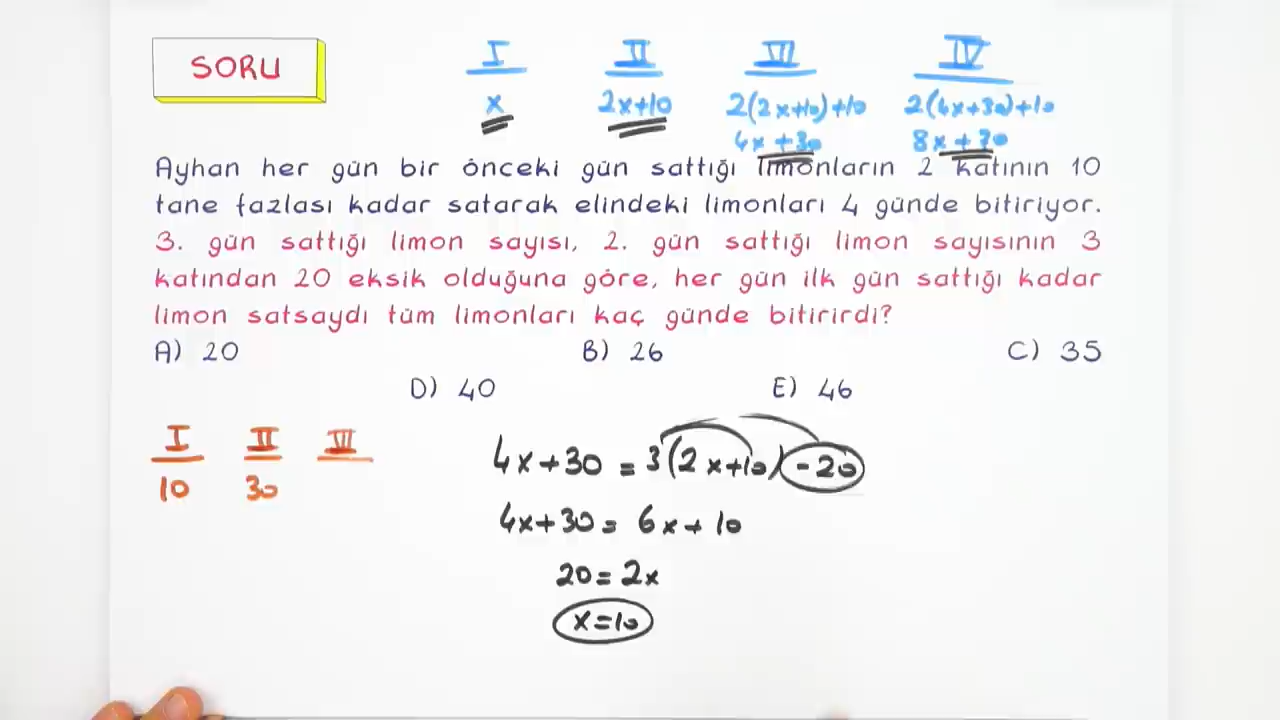 SORU
I II III IV
x 2x+10 2(2x+10)+10 2(4x+30)+10
4x+30 8x+70
Ayhan her gün bir önceki gün sattığı limonların 2 katının 10
tane fazlası kadar satarak elindeki limonları 4 günde bitiriyor.
3. gün sattığı limon sayısı, 2. gün sattığı limon sayısının 3
katından 20 eksik olduğuna göre, her gün ilk gün sattığı kadar
limon satsaydı tüm limonları kaç günde bitirirdi?
A) 20 B) 26 C) 35
D) 40 E) 46
I II III
10 30
4x+30 = 3(2x+10)-20
4x+30 = 6x+10
20=2x
x=10